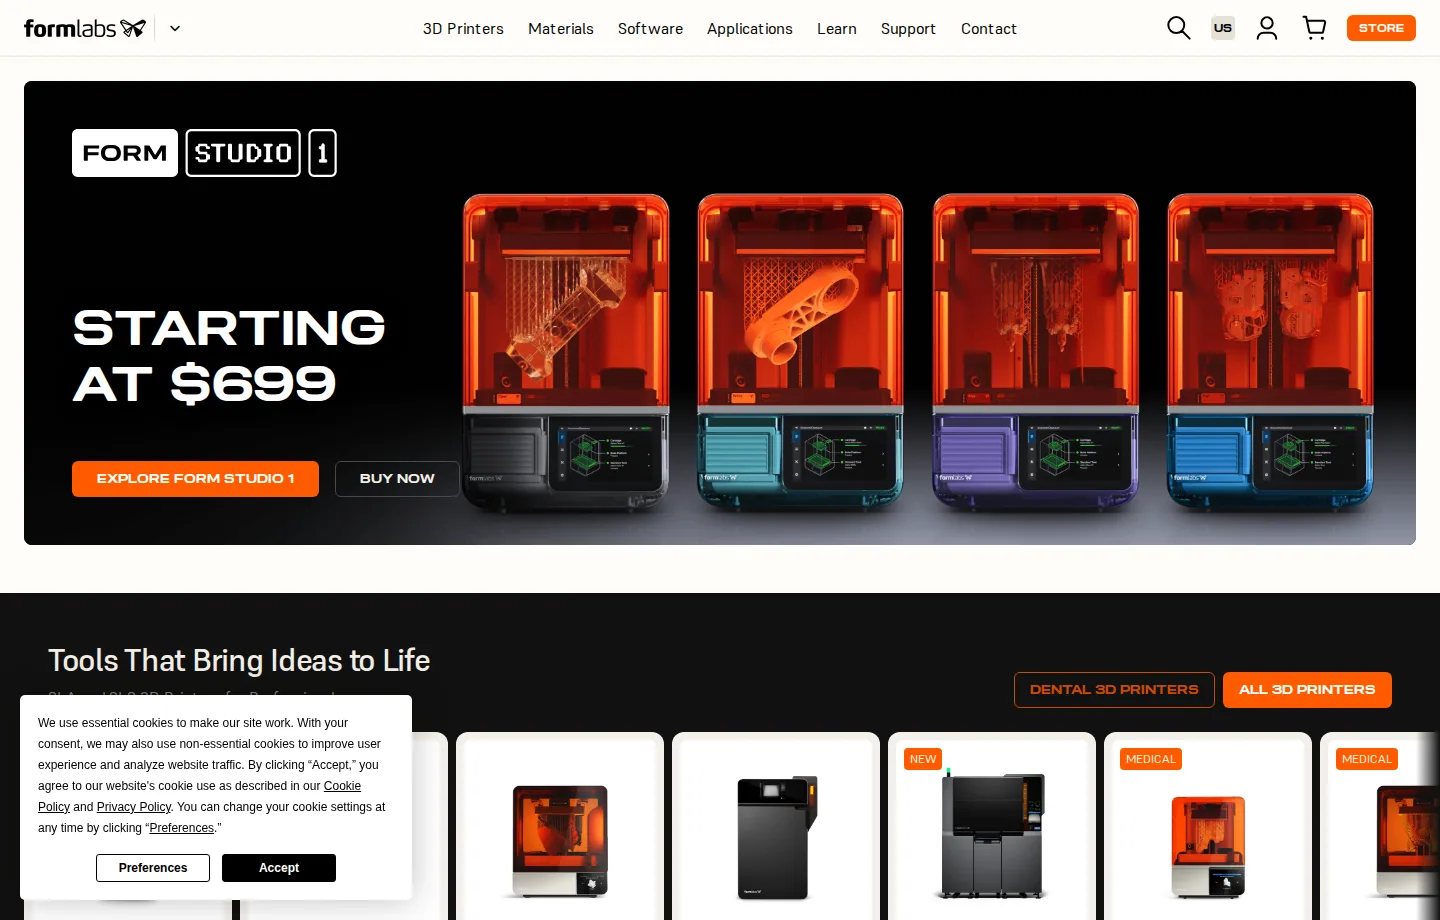 formlabs
3D Printers
Materials
Software
Applications
Learn
Support
Contact
US
STORE
FORM STUDIO 1
STARTING
AT $699
EXPLORE FORM STUDIO 1
BUY NOW
formlabs
formlabs
formlabs
formlabs
Tools That Bring Ideas to Life
DENTAL 3D PRINTERS
ALL 3D PRINTERS
We use essential cookies to make our site work. With your
consent, we may also use non-essential cookies to improve user
experience and analyze website traffic. By clicking “Accept,” you
agree to our website's cookie use as described in our Cookie
Policy and Privacy Policy. You can change your cookie settings at
any time by clicking “Preferences.”
Preferences
Accept
NEW
MEDICAL
MEDICAL